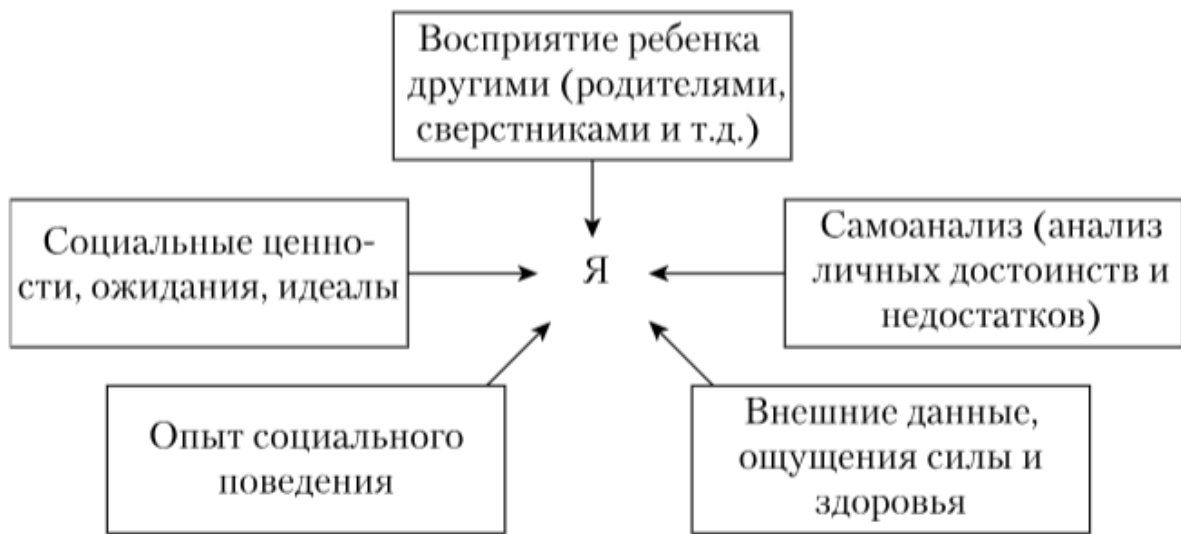 Восприятие ребенка
другими (родителями,
сверстниками и т.д.)
Социальные ценно-
сти, ожидания, идеалы
Я
Самоанализ (анализ
личных достоинств и
недостатков)
Опыт социального
поведения
Внешние данные,
ощущения силы и
здоровья